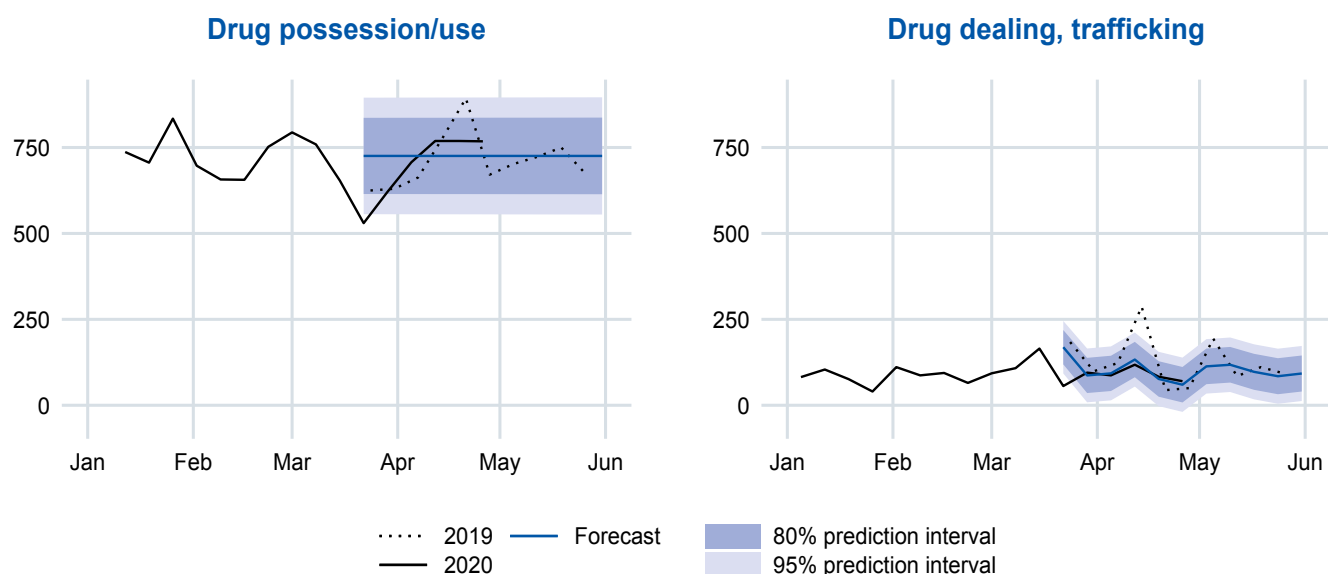 Drug possession/use
750
500
250
0
Jan Feb Mar Apr May Jun
Drug dealing, trafficking
750
500
250
0
Jan Feb Mar Apr May Jun
2019 Forecast 80% prediction interval
2020 95% prediction interval